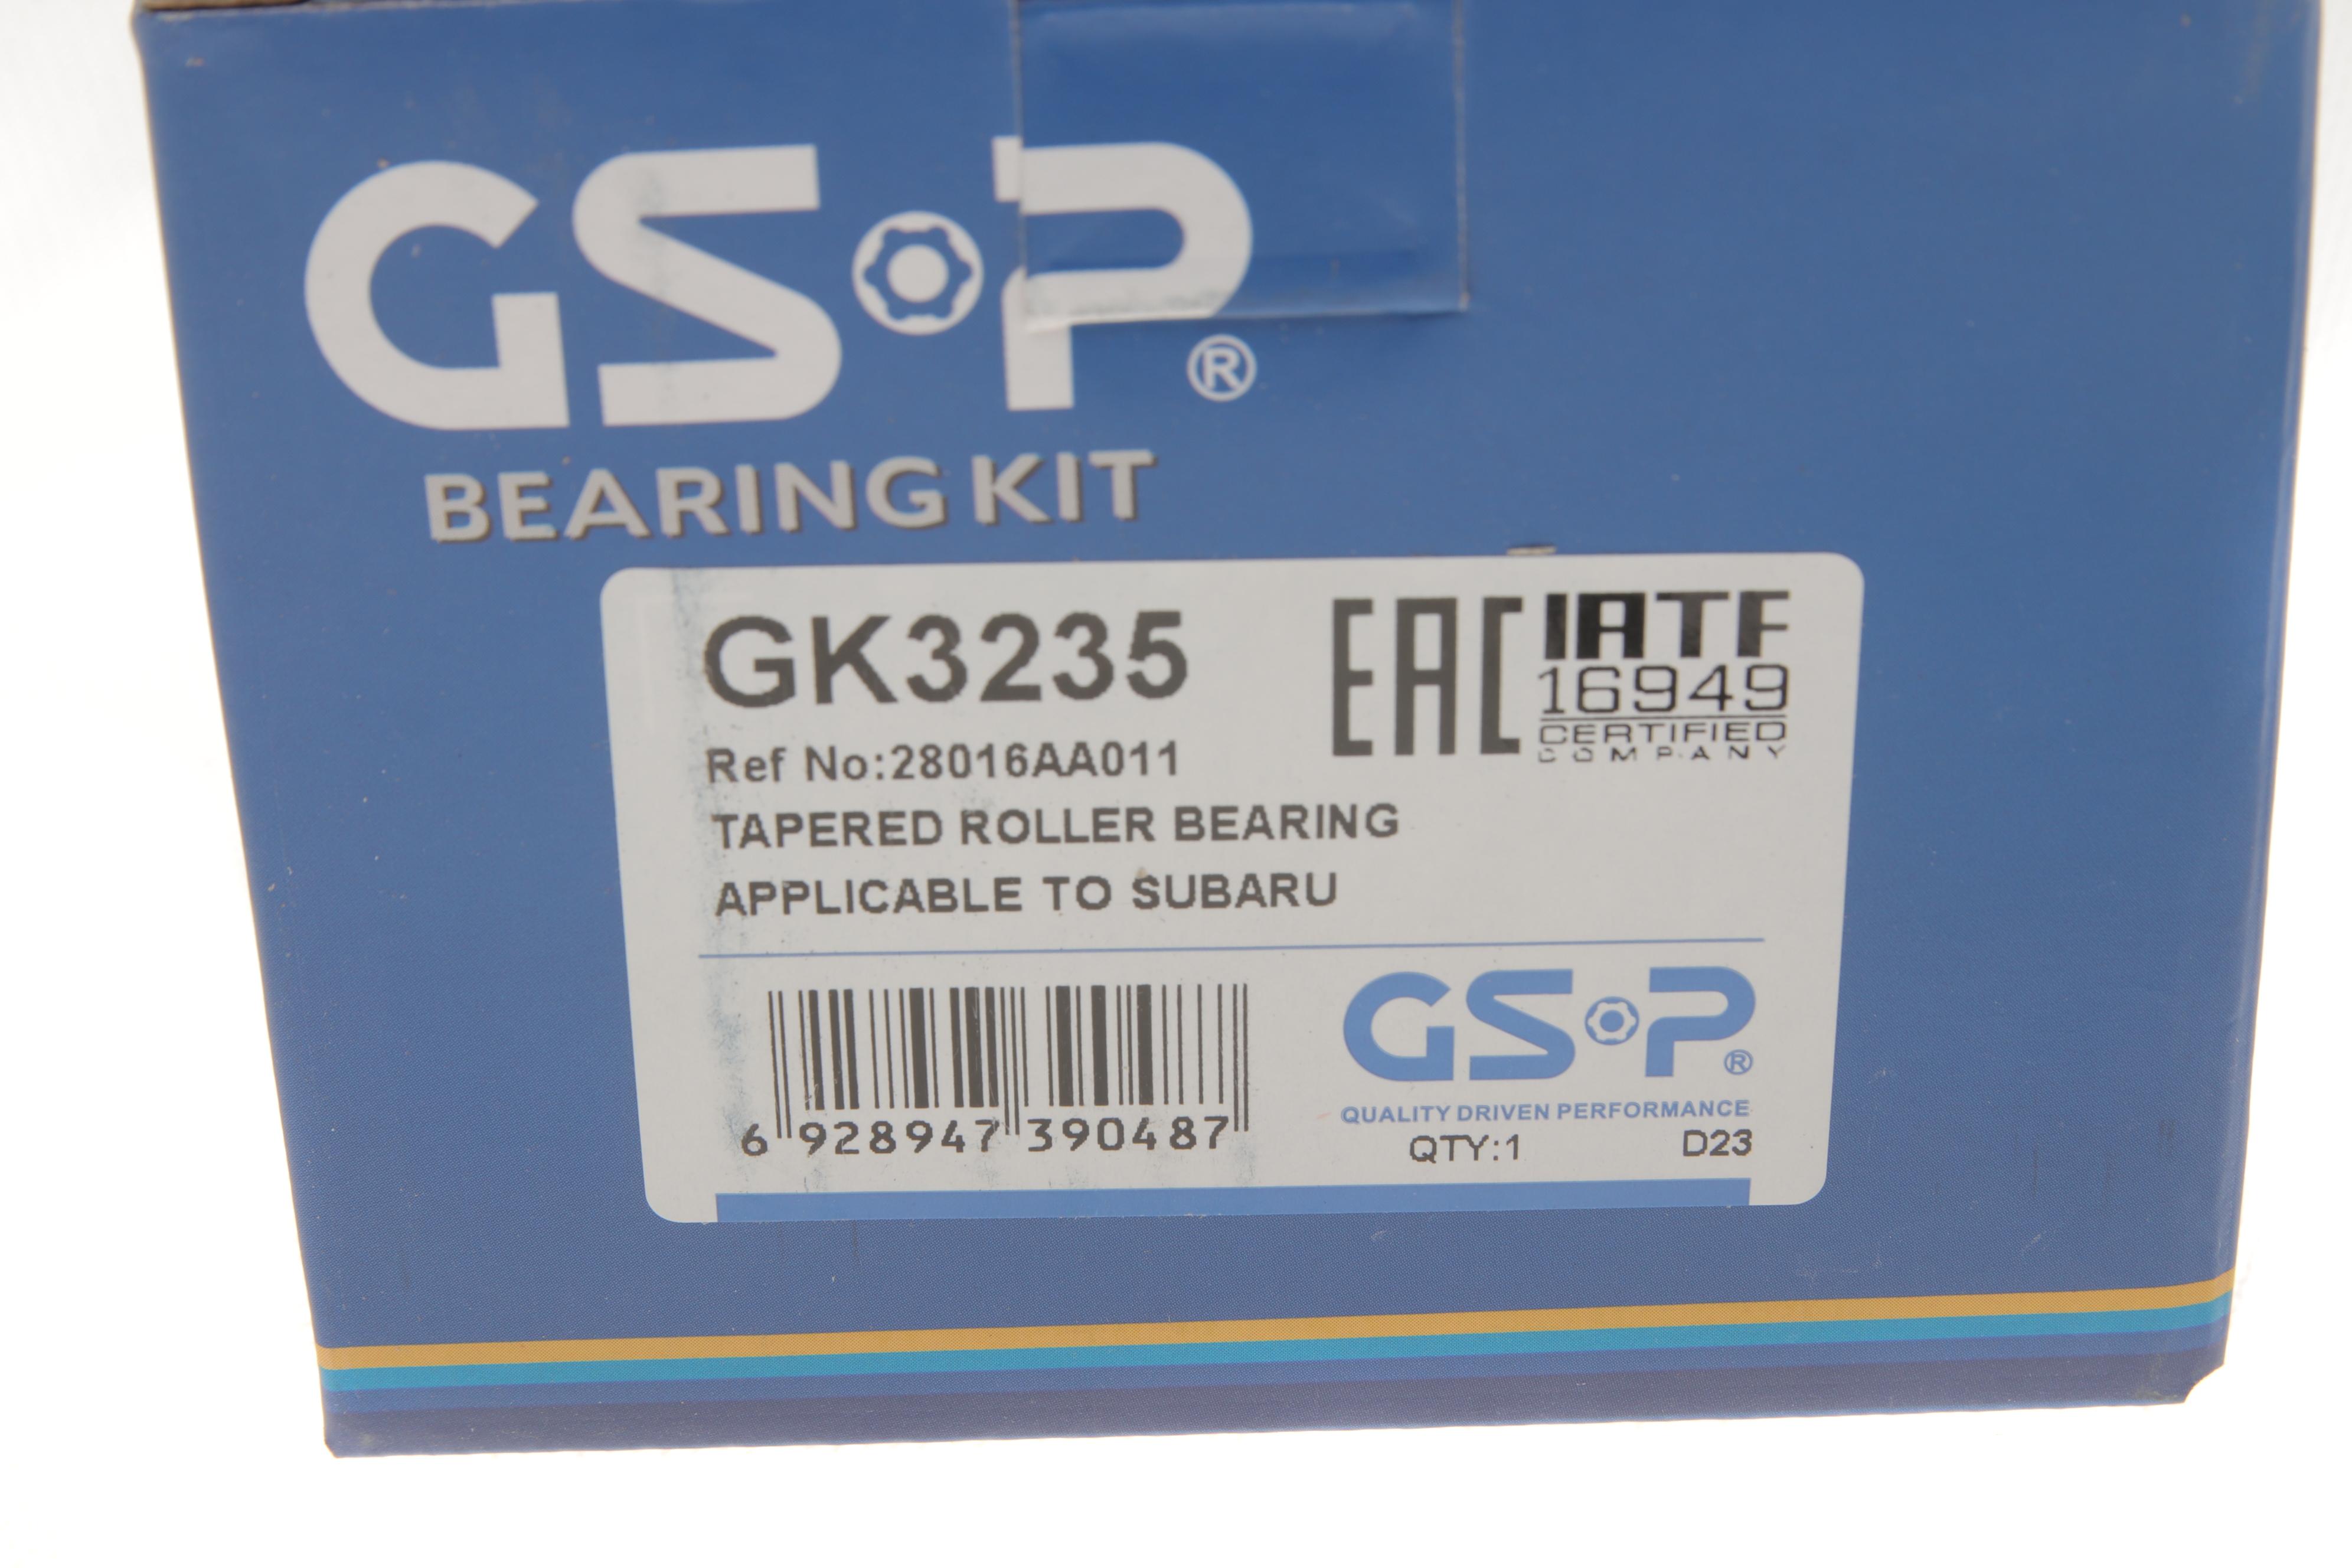 GSP®
BEARING KIT
GK3235
EAC
IATF
16949
CERTIFIED
COMPANY
Ref No:28016AA011
TAPERED ROLLER BEARING
APPLICABLE TO SUBARU
GSP®
QUALITY DRIVEN PERFORMANCE
6 928947 390487
QTY:1 D23